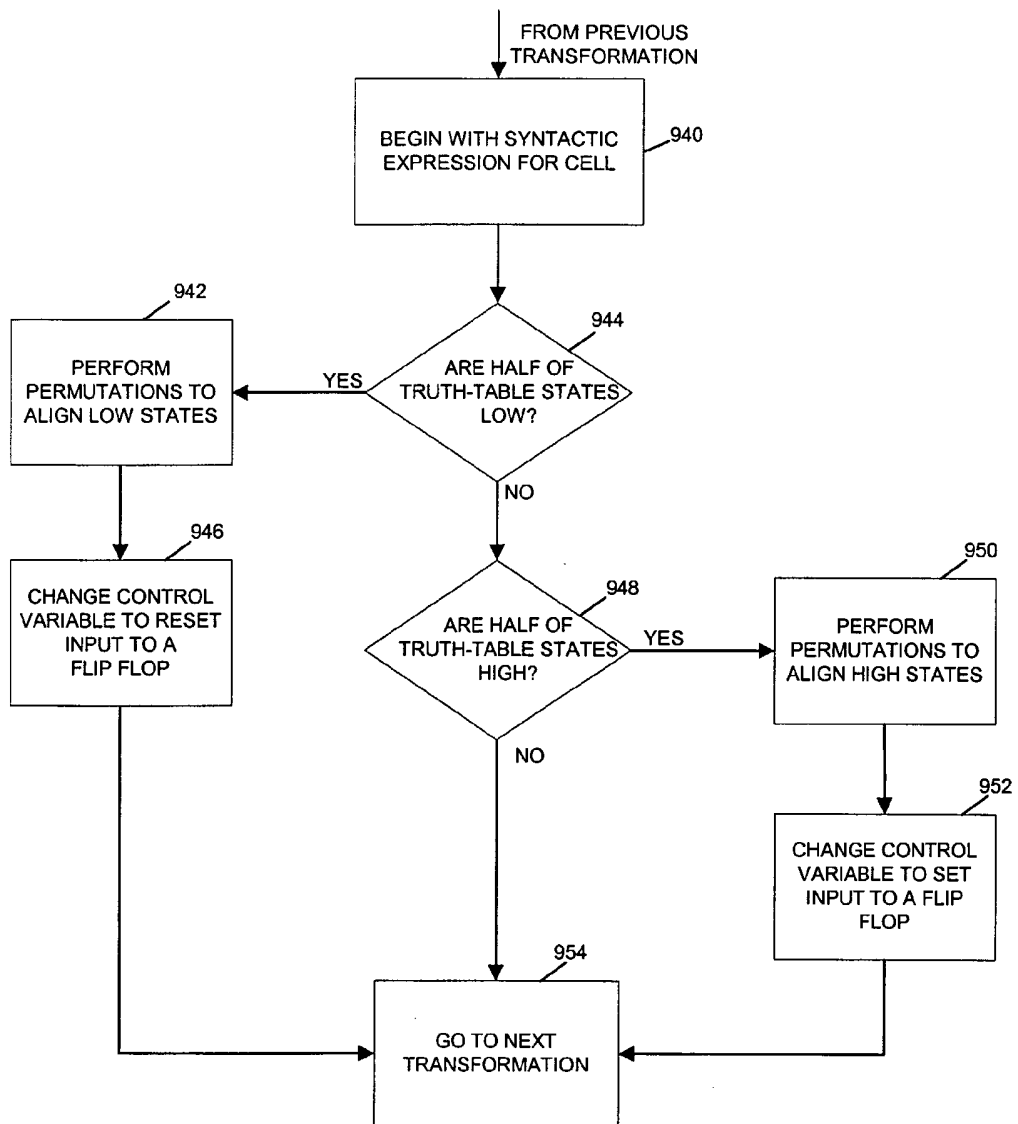 FROM PREVIOUS
TRANSFORMATION
BEGIN WITH SYNTACTIC
EXPRESSION FOR CELL
940
942
944
PERFORM
PERMUTATIONS TO
ALIGN LOW STATES
YES
ARE HALF OF
TRUTH-TABLE STATES
LOW?
NO
946
CHANGE CONTROL
VARIABLE TO RESET
INPUT TO A
FLIP FLOP
948
ARE HALF OF
TRUTH-TABLE STATES
HIGH?
YES
950
PERFORM
PERMUTATIONS TO
ALIGN HIGH STATES
NO
952
CHANGE CONTROL
VARIABLE TO SET
INPUT TO A FLIP
FLOP
954
GO TO NEXT
TRANSFORMATION